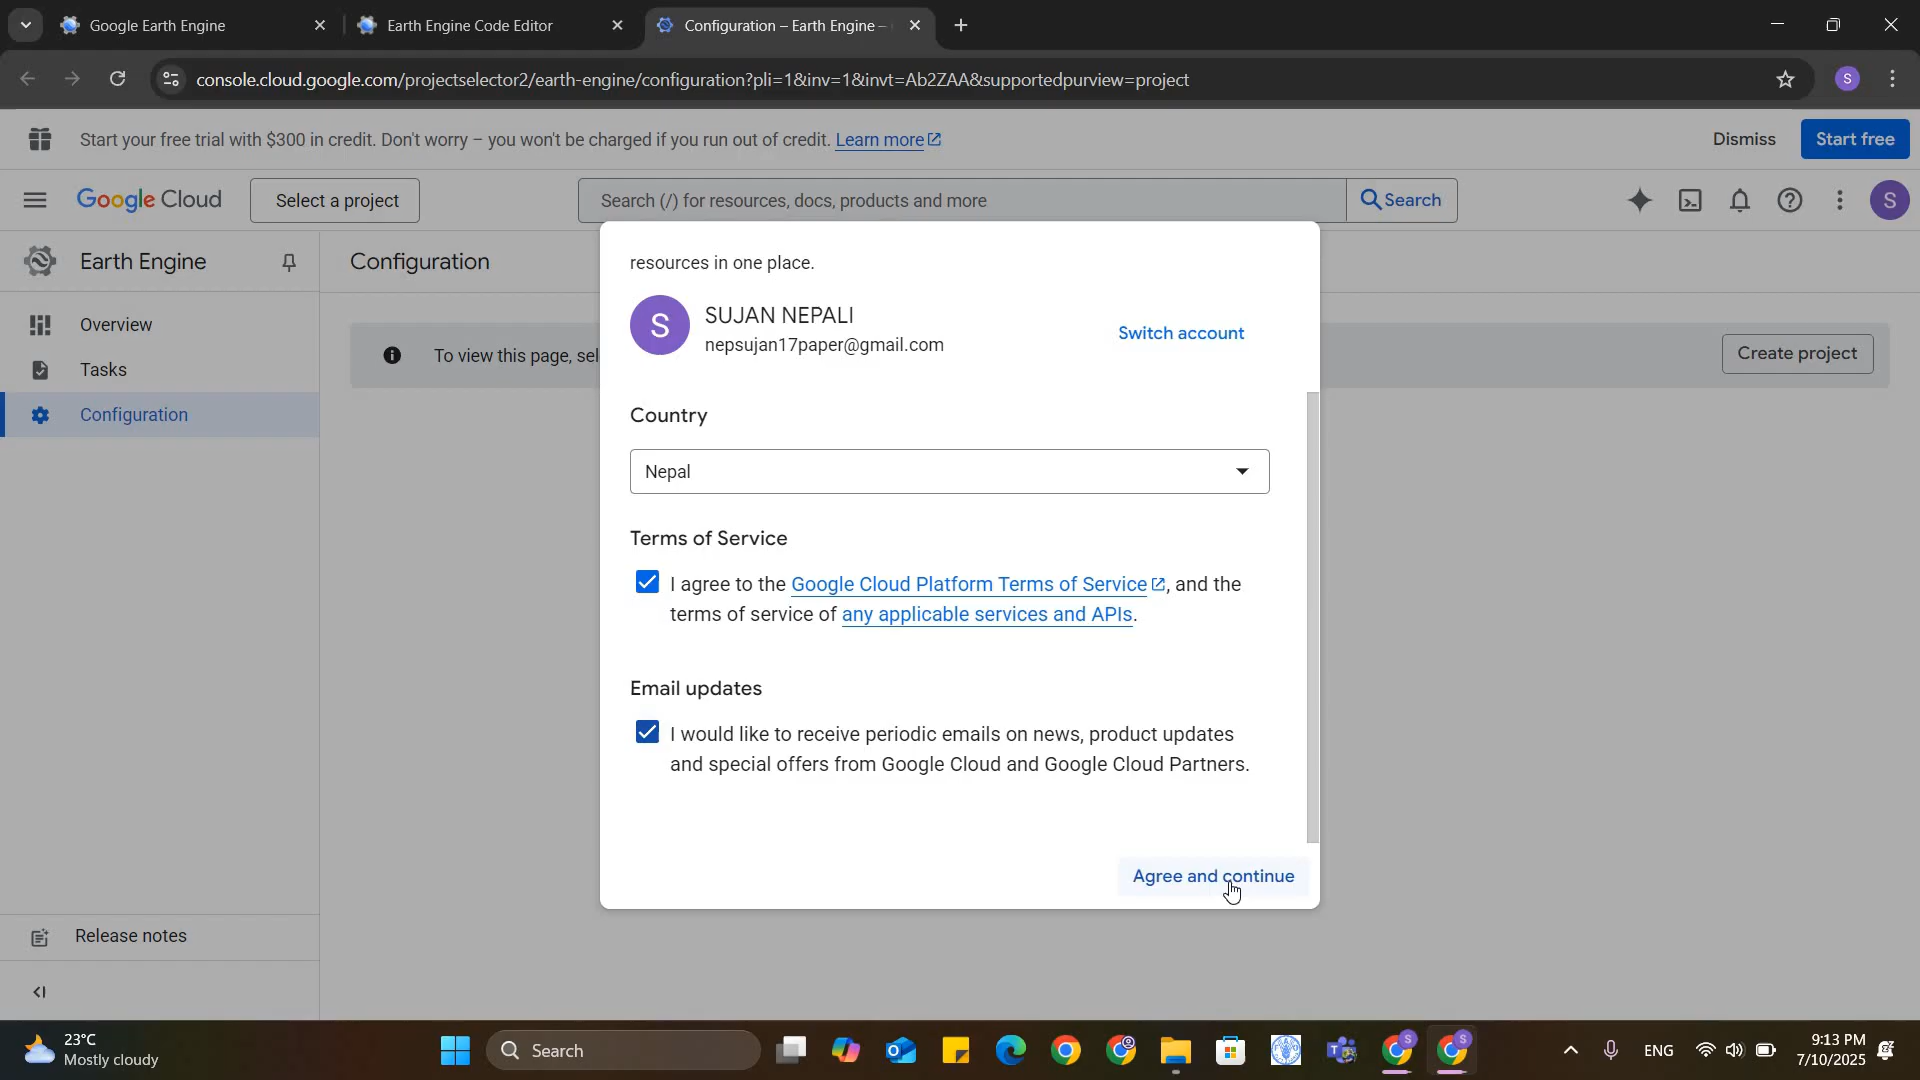 Google Earth Engine
Earth Engine Code Editor
Configuration – Earth Engine –
console.cloud.google.com/projectselector2/earth-engine/configuration?pli=1&inv=1&invt=Ab2ZAA&supportedpurview=project
S
Start your free trial with $300 in credit. Don't worry – you won't be charged if you run out of credit. Learn more
Dismiss
Start free
Google Cloud
Select a project
Search (/) for resources, docs, products and more
Search
S
Earth Engine
Configuration
Overview
Tasks
Configuration
To view this page, sel
Create project
resources in one place.
S
SUJAN NEPALI
nepsujan17paper@gmail.com
Switch account
Country
Nepal
Terms of Service
I agree to the Google Cloud Platform Terms of Service, and the
terms of service of any applicable services and APIs.
Email updates
I would like to receive periodic emails on news, product updates
and special offers from Google Cloud and Google Cloud Partners.
Agree and continue
Release notes
23°C
Mostly cloudy
Search
ENG
9:13 PM
7/10/2025